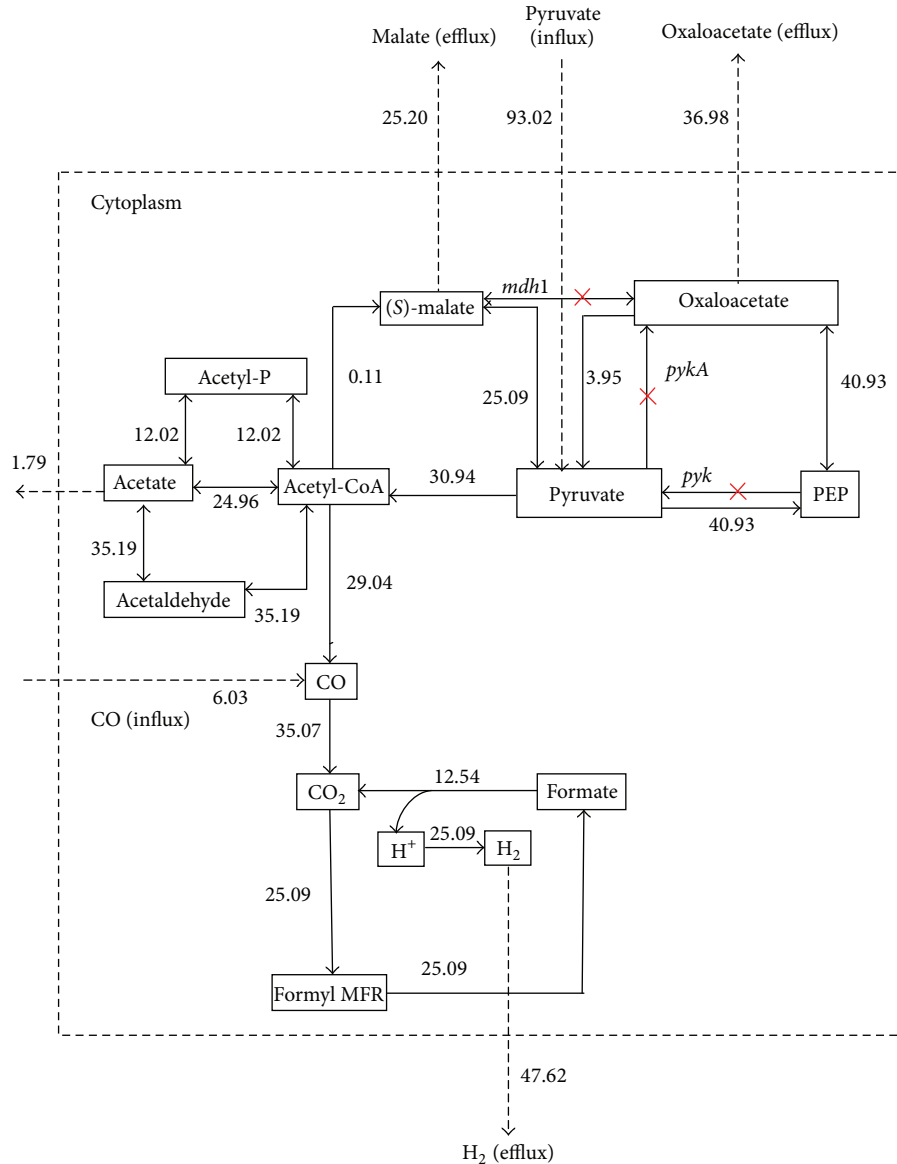 Malate (efflux)
Pyruvate
(influx)
Oxaloacetate (efflux)
25.20
93.02
36.98
Cytoplasm
(S)-malate
mdh1
Oxaloacetate
Acetyl-P
0.11
25.09
3.95
pykA
40.93
12.02
12.02
1.79
Acetate
24.96
Acetyl-CoA
30.94
Pyruvate
pyk
40.93
PEP
35.19
Acetaldehyde
35.19
29.04
CO
6.03
CO (influx)
35.07
CO₂
12.54
Formate
H⁺
25.09
H₂
25.09
25.09
Formyl MFR
47.62
H₂ (efflux)